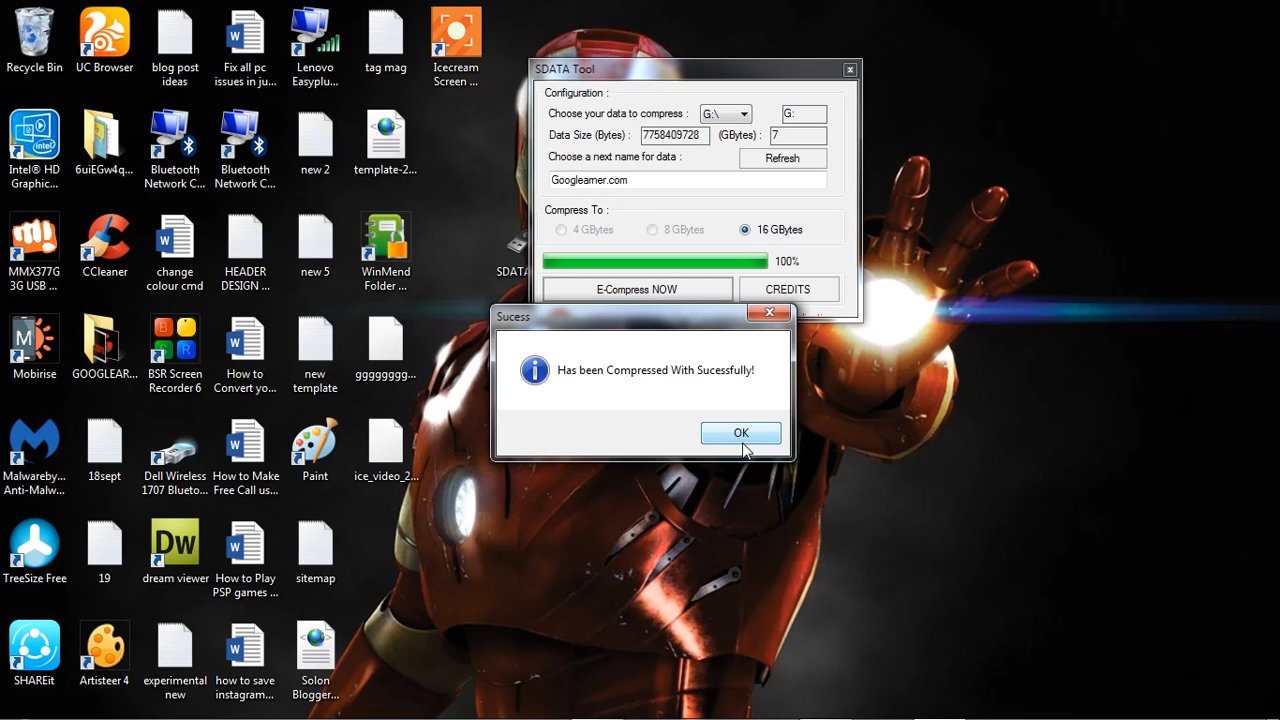 Recycle Bin
UC Browser
blog post
ideas
Fix all pc
issues in ju...
Lenovo
Easyplu...
tag mag
Icecream
Screen ...
SDATA Tool
Configuration :
Choose your data to compress :
G:\
G:
Data Size (Bytes) :
7758409728
(GBytes) :
7
Choose a next name for data :
Refresh
Googlearner.com
Compress To :
4 GBytes
8 GBytes
16 GBytes
100%
E-Compress NOW
CREDITS
Sucess
Has been Compressed With Sucessfully!
OK
Intel® HD
Graphic...
6uiEGw4q...
Bluetooth
Network C...
Bluetooth
Network C...
new 2
template-2...
MMX377G
3G USB ...
CCleaner
change
colour cmd
HEADER
DESIGN ...
new 5
WinMend
Folder ...
SDATA
Mobirise
GOOGLEAR...
BSR Screen
Recorder 6
How to
Convert yo...
new
template
gggggggg...
Malwareby...
Anti-Malw...
18sept
Dell Wireless
1707 Blueto...
How to Make
Free Call us...
Paint
ice_video_2...
TreeSize Free
19
Dw
dream viewer
How to Play
PSP games ...
sitemap
SHAREit
Artisteer 4
experimental
new
how to save
instagram...
Solon
Blogger...